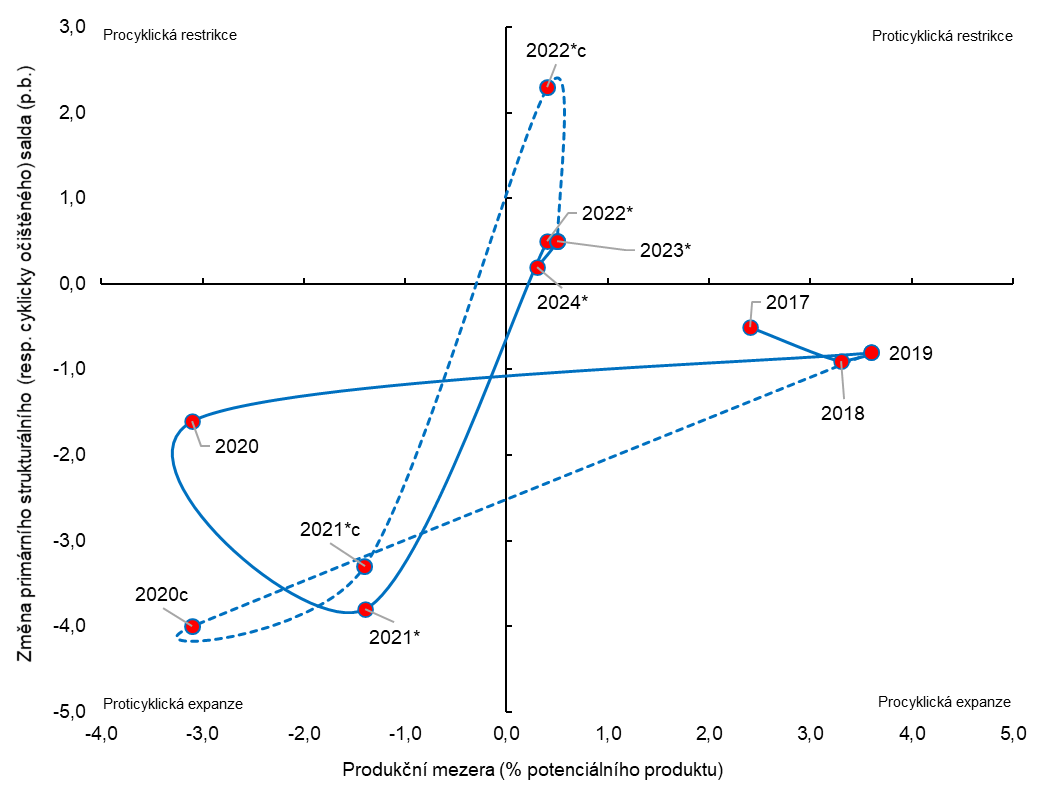 3,0
Procyklická restrikce
Proticyklická restrikce
2022*c
2,0
1,0
2022*
2023*
0,0
2024*
2017
-1,0
2019
2018
-2,0
2020
-3,0
2021*c
2020c
-4,0
2021*
Proticyklická expanze
Procyklická expanze
-5,0
-4,0 -3,0 -2,0 -1,0 0,0 1,0 2,0 3,0 4,0 5,0
Produkční mezera (% potenciálního produktu)
Změna primárního strukturálního (resp. cyklicky očištěného) salda (p.b.)